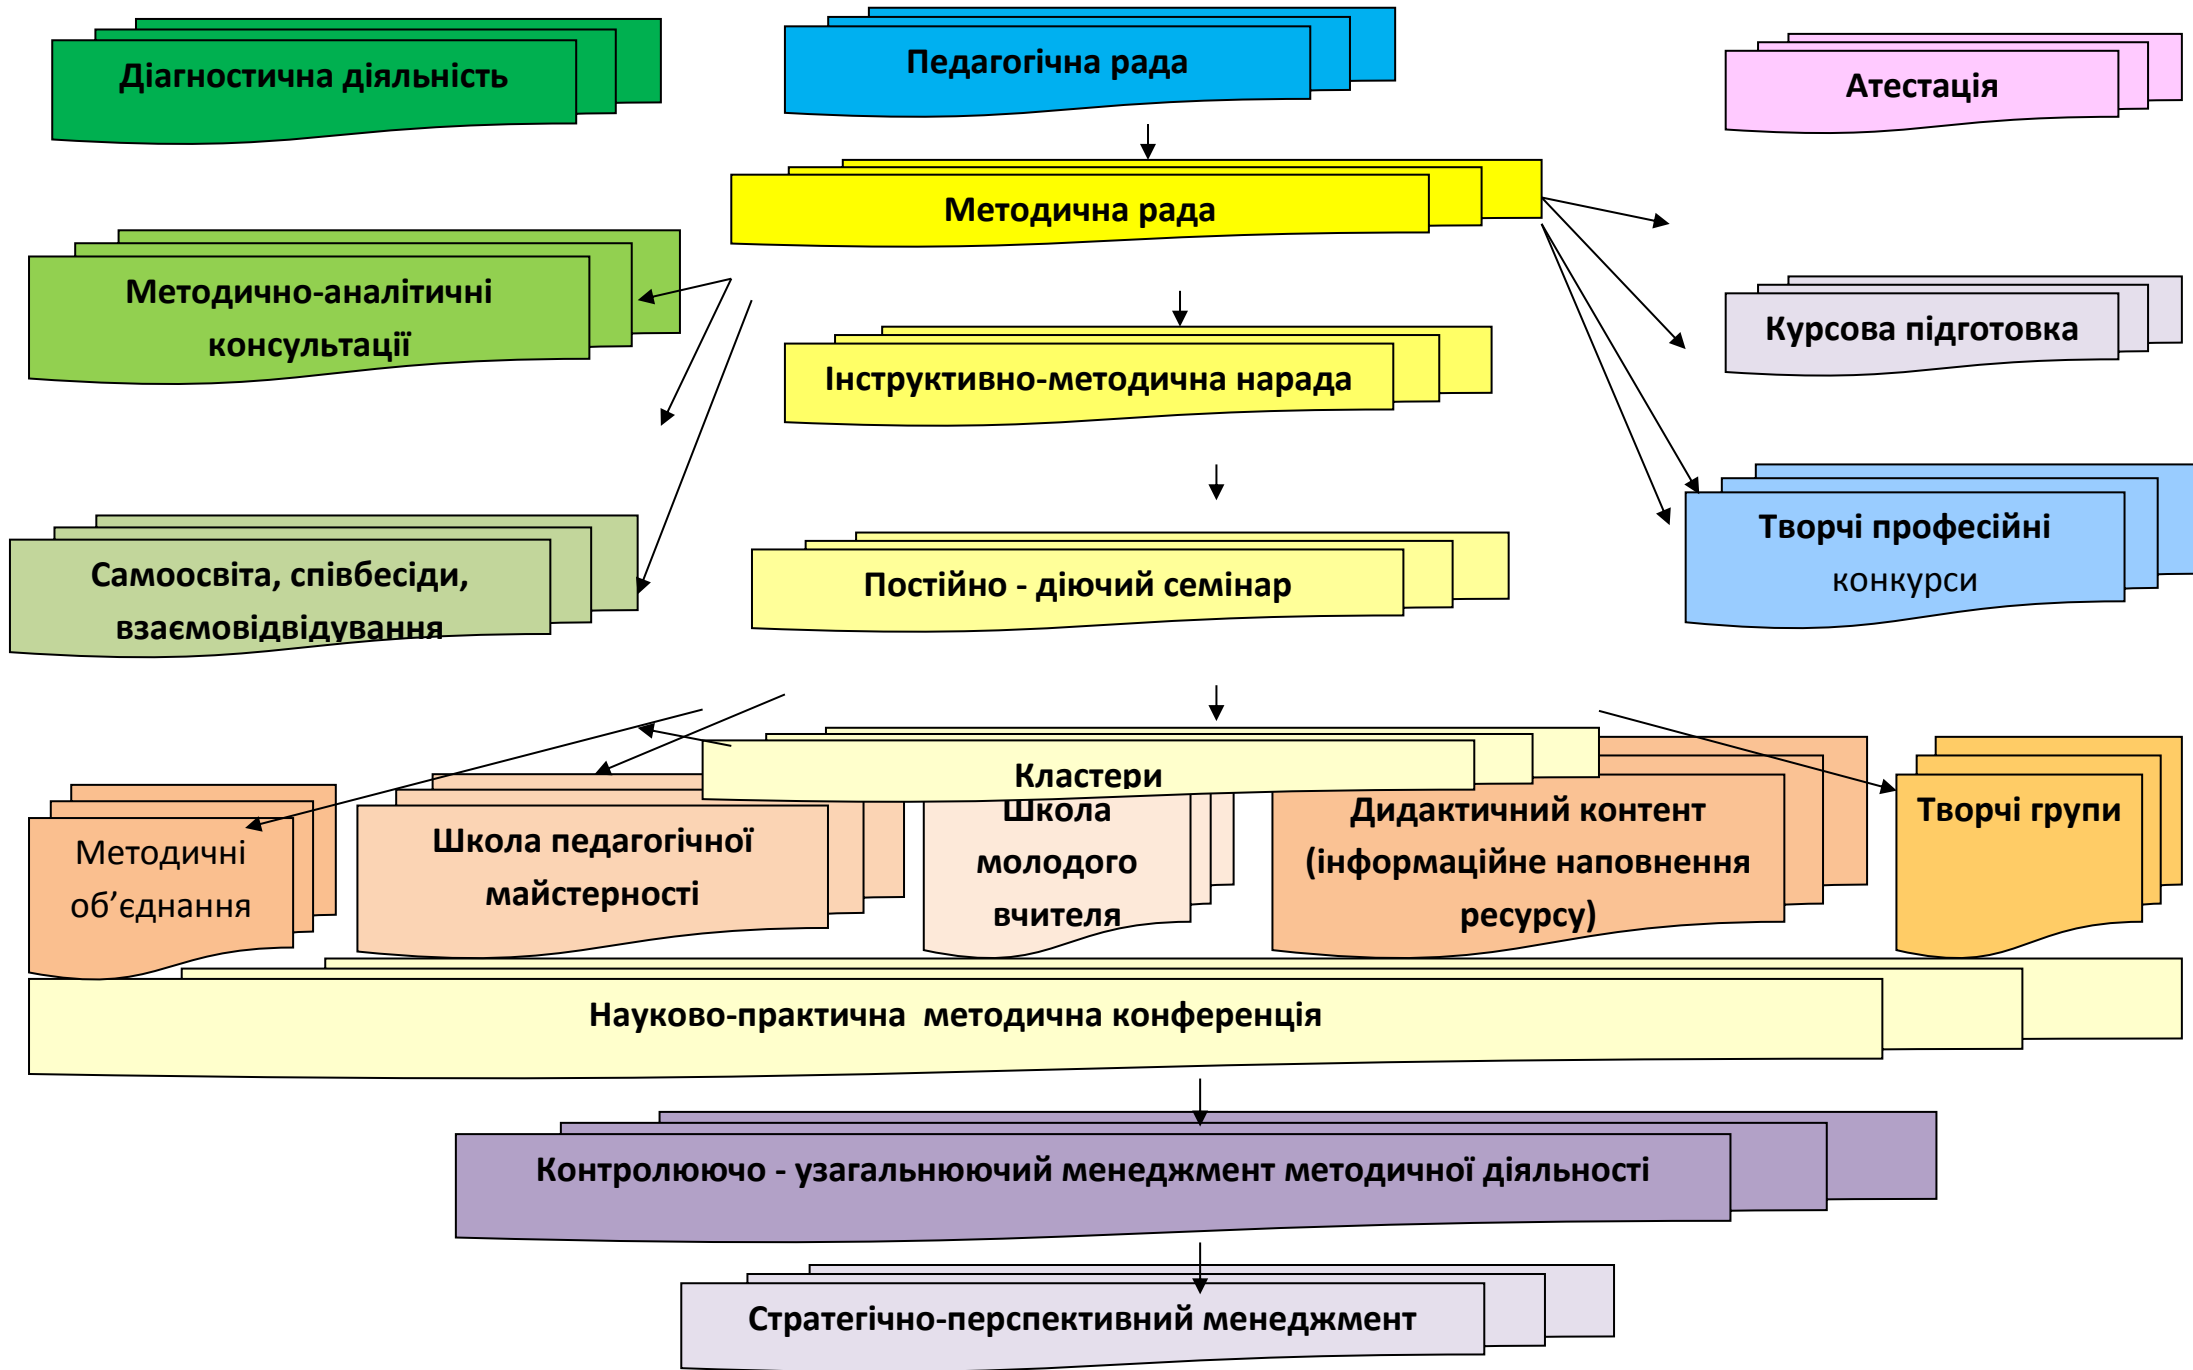 Діагностична діяльність
Педагогічна рада
Атестація
Методична рада
Методично-аналітичні
консультації
Курсова підготовка
Інструктивно-методична нарада
Творчі професійні
конкурси
Самоосвіта, співбесіди,
взаємовідвідування
Постійно - діючий семінар
Кластери
Методичні
об’єднання
Школа педагогічної
майстерності
Школа
молодого
вчителя
Дидактичний контент
(інформаційне наповнення
ресурсу)
Творчі групи
Науково-практична  методична конференція
Контролюючо - узагальнюючий менеджмент методичної діяльності
Стратегічно-перспективний менеджмент